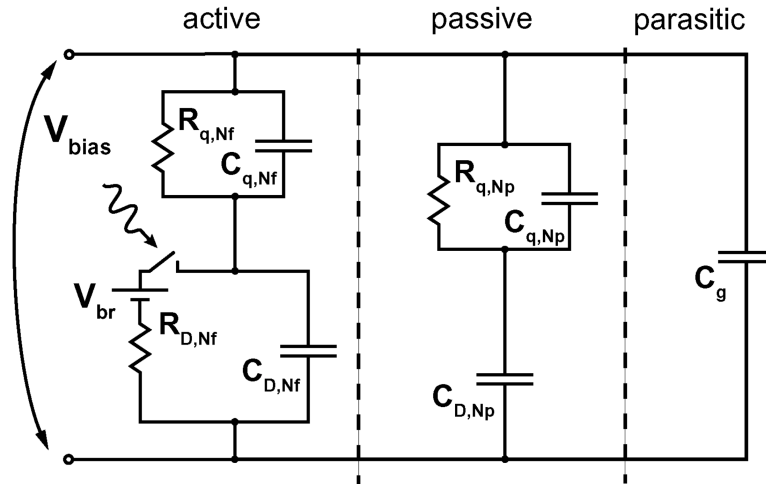 active passive parasitic
V_bias
R_q,Nf
C_q,Nf
R_q,Np
C_q,Np
C_g
V_br
R_D,Nf
C_D,Nf
C_D,Np